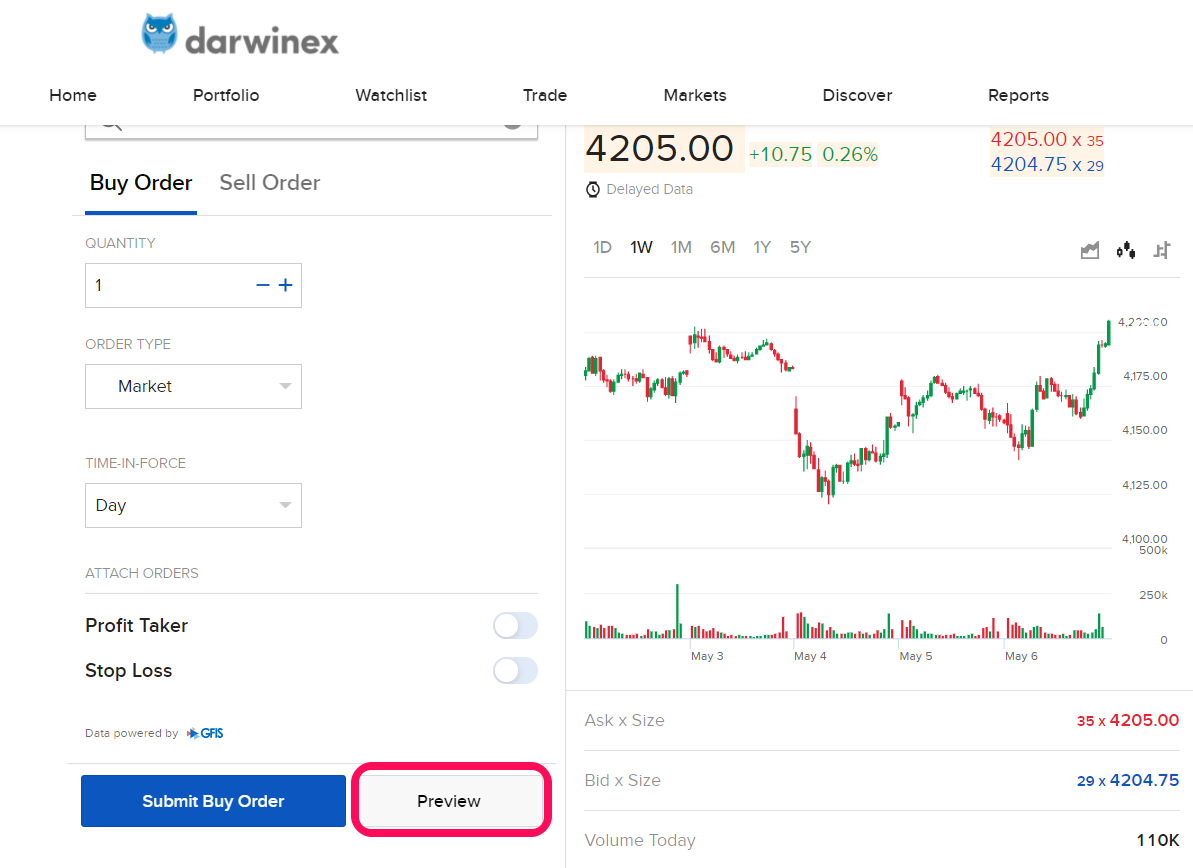 darwinex
Home Portfolio Watchlist Trade Markets Discover Reports
Buy Order Sell Order
QUANTITY
1
ORDER TYPE
Market
TIME-IN-FORCE
Day
ATTACH ORDERS
Profit Taker
Stop Loss
Data powered by GFIS
Submit Buy Order Preview
4205.00 +10.75 0.26%
4205.00 x 35
4204.75 x 29
Delayed Data
1D 1W 1M 6M 1Y 5Y
4,175.00
4,150.00
4,125.00
4,100.00
500k
250k
0
May 3 May 4 May 5 May 6
Ask x Size 35 x 4205.00
Bid x Size 29 x 4204.75
Volume Today 110K